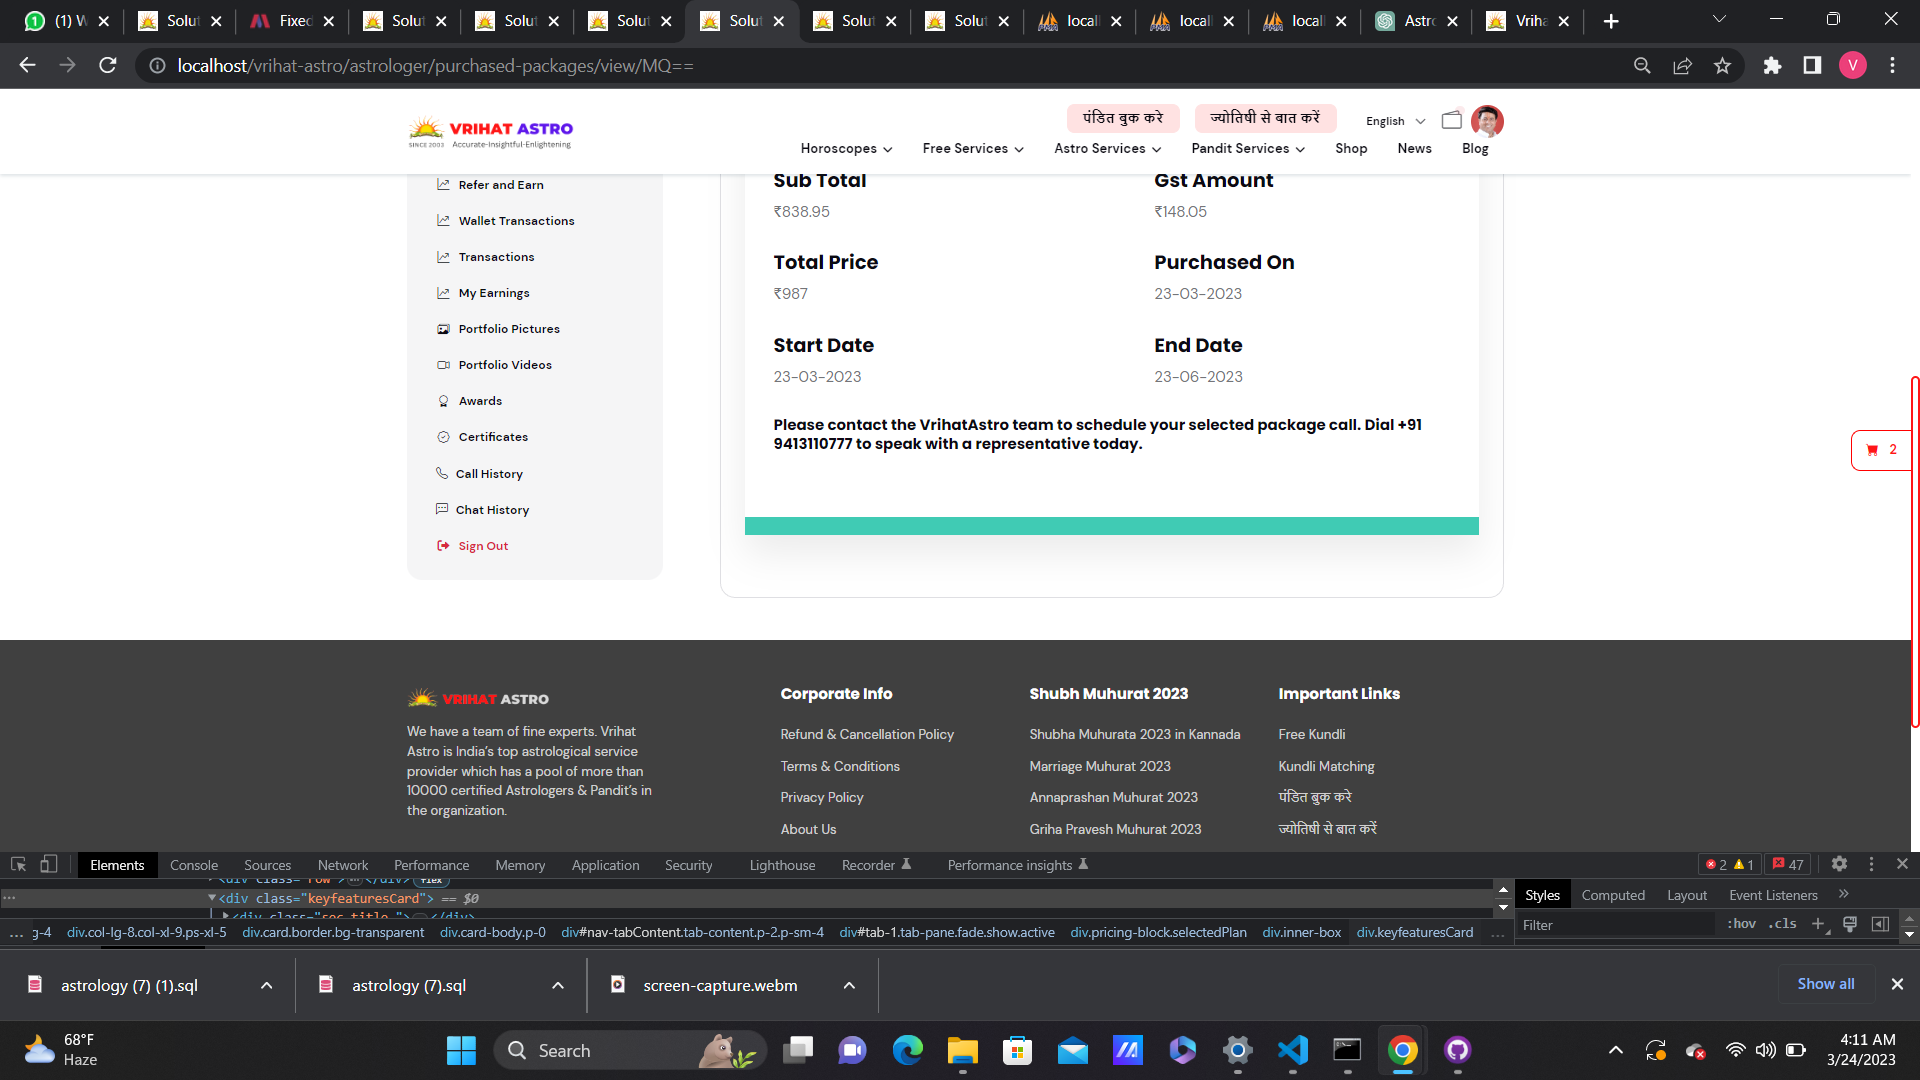 (1) W
Solut
Fixed
Solut
Solut
Solut
Solut
Solut
Solut
locall
locall
locall
Astro
Vriha
localhost/vrihat-astro/astrologer/purchased-packages/view/MQ==
V
VRIHAT ASTRO
SINCE 2003 Accurate-Insightful-Enlightening
पंडित बुक करे
ज्योतिषी से बात करें
English
Horoscopes
Free Services
Astro Services
Pandit Services
Shop
News
Blog
Refer and Earn
Wallet Transactions
Transactions
My Earnings
Portfolio Pictures
Portfolio Videos
Awards
Certificates
Call History
Chat History
Sign Out
Sub Total
₹838.95
Gst Amount
₹148.05
Total Price
₹987
Purchased On
23-03-2023
Start Date
23-03-2023
End Date
23-06-2023
Please contact the VrihatAstro team to schedule your selected package call. Dial +91
9413110777 to speak with a representative today.
2
VRIHAT ASTRO
We have a team of fine experts. Vrihat
Astro is India's top astrological service
provider which has a pool of more than
10000 certified Astrologers & Pandit's in
the organization.
Corporate Info
Refund & Cancellation Policy
Terms & Conditions
Privacy Policy
About Us
Shubh Muhurat 2023
Shubha Muhurata 2023 in Kannada
Marriage Muhurat 2023
Annaprashan Muhurat 2023
Griha Pravesh Muhurat 2023
Important Links
Free Kundli
Kundli Matching
पंडित बुक करे
ज्योतिषी से बात करें
Elements Console Sources Network Performance Memory Application Security Lighthouse Recorder Performance insights
2 1 47
<div class="row">…</div> flex
<div class="keyfeaturesCard"> == $0
<div class="sec-title ">…</div>
… g-4 div.col-lg-8.col-xl-9.ps-xl-5 div.card.border.bg-transparent div.card-body.p-0 div#nav-tabContent.tab-content.p-2.p-sm-4 div#tab-1.tab-pane.fade.show.active div.pricing-block.selectedPlan div.inner-box div.keyfeaturesCard …
Styles Computed Layout Event Listeners
Filter :hov .cls
astrology (7) (1).sql
astrology (7).sql
screen-capture.webm
Show all
68°F
Haze
Search
4:11 AM
3/24/2023